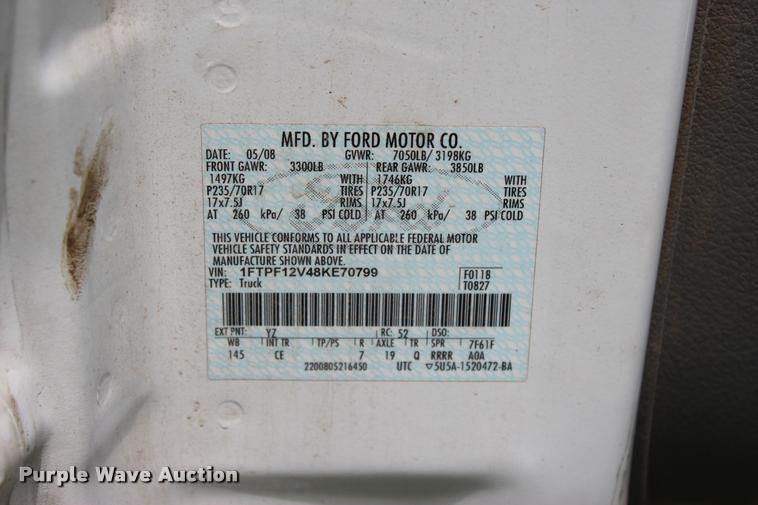 MFD. BY FORD MOTOR CO.
DATE: 05/08 GVWR: 7050LB/ 3198KG
FRONT GAWR: 3300LB REAR GAWR: 3850LB
1497KG WITH 1746KG WITH
P235/70R17 TIRES P235/70R17 TIRES
17x7.5J RIMS 17x7.5J RIMS
AT 260 kPa/ 38 PSI COLD AT 260 kPa/ 38 PSI COLD
THIS VEHICLE CONFORMS TO ALL APPLICABLE FEDERAL MOTOR
VEHICLE SAFETY STANDARDS IN EFFECT ON THE DATE OF
MANUFACTURE SHOWN ABOVE.
VIN: 1FTPF12V48KE70799 F0118
TYPE: Truck T0827
EXT PNT: YZ RC: 52 DSO:
WB INT TR TP/PS R AXLE TR SPR 7F61F
145 CE 7 19 Q RRRR A0A
2200805216450 UTC ▽5U5A-1520472-BA
Purple Wave Auction